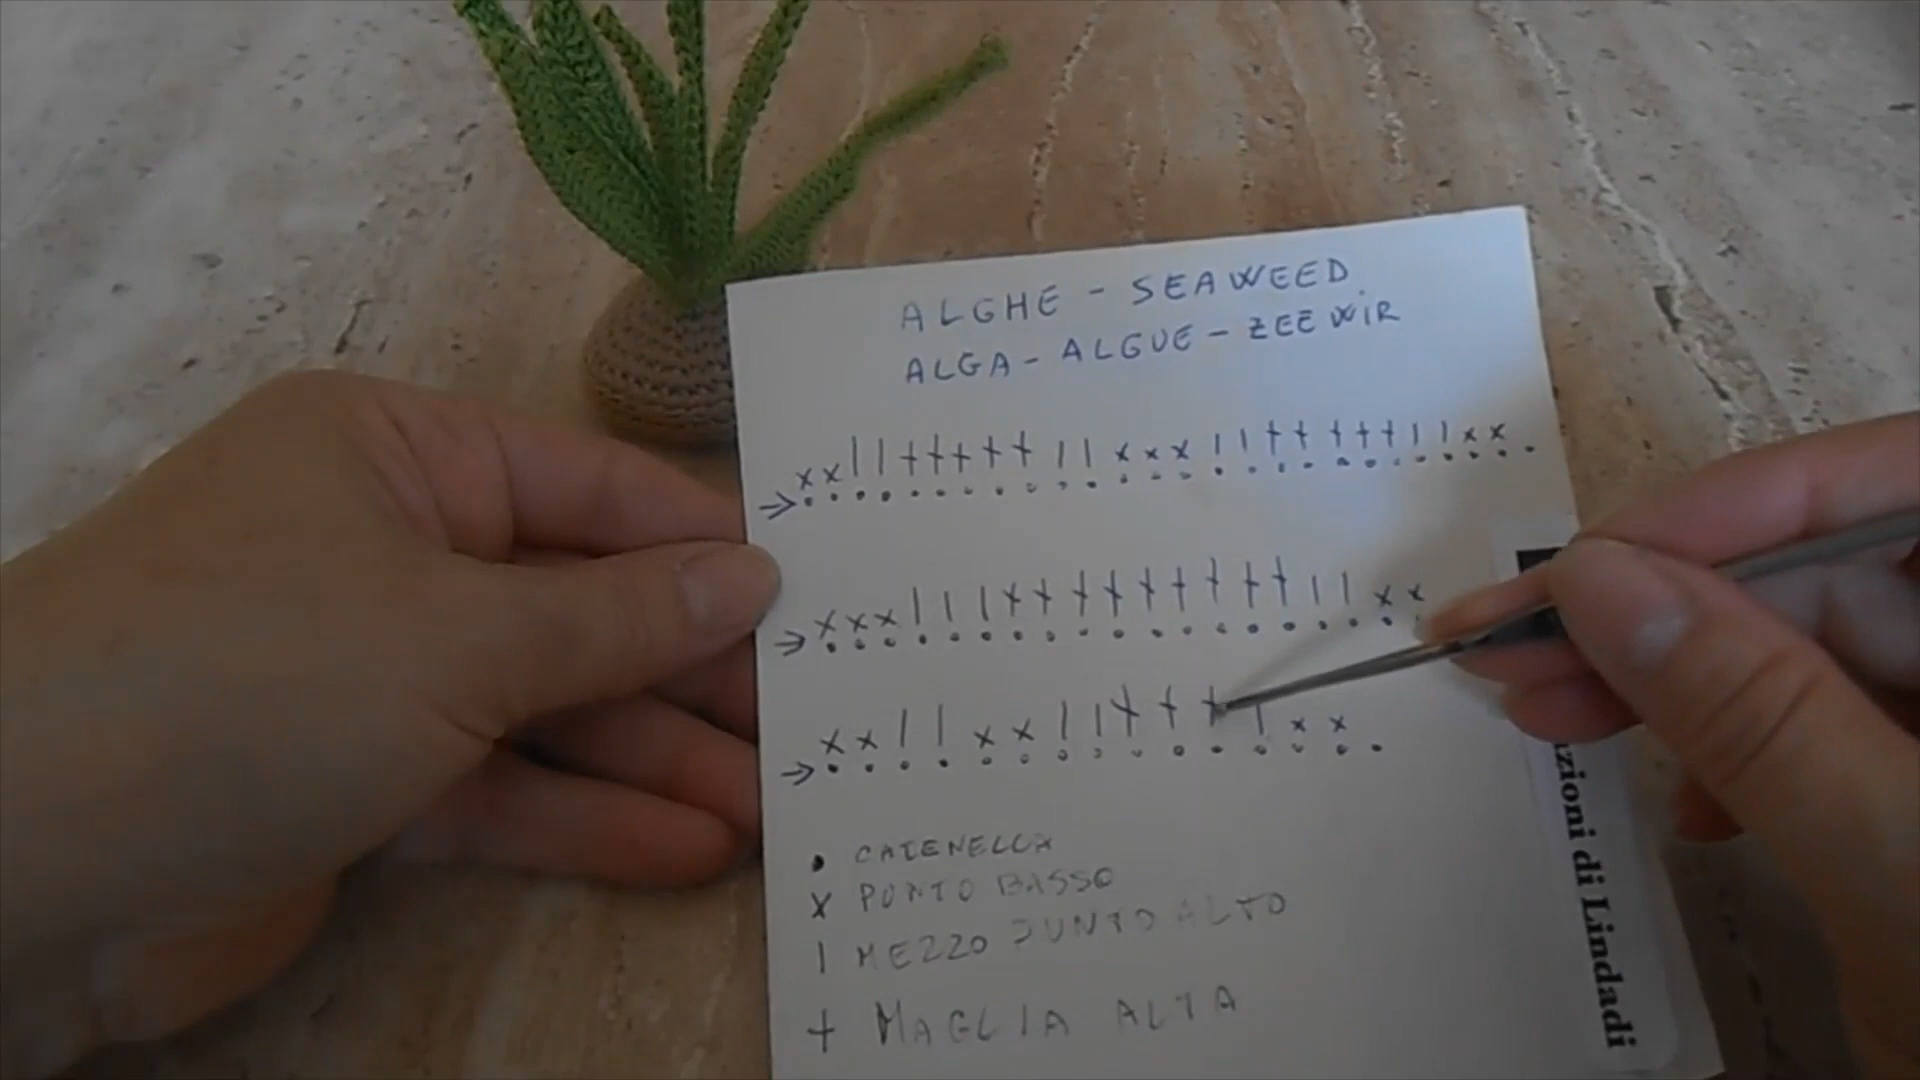 ALGHE - SEAWEED
ALGA - ALGUE - ZEEWIR
→ x x | | † † † † † | | x x x | | † † † † † | | x x
→ x x x | | | † † † † † † † † † | | x x
→ x x | | x x | | † † † | x x
• CATENELLA
x PUNTO BASSO
| MEZZO PUNTO ALTO
† MAGLIA ALTA
zioni di Lindadi